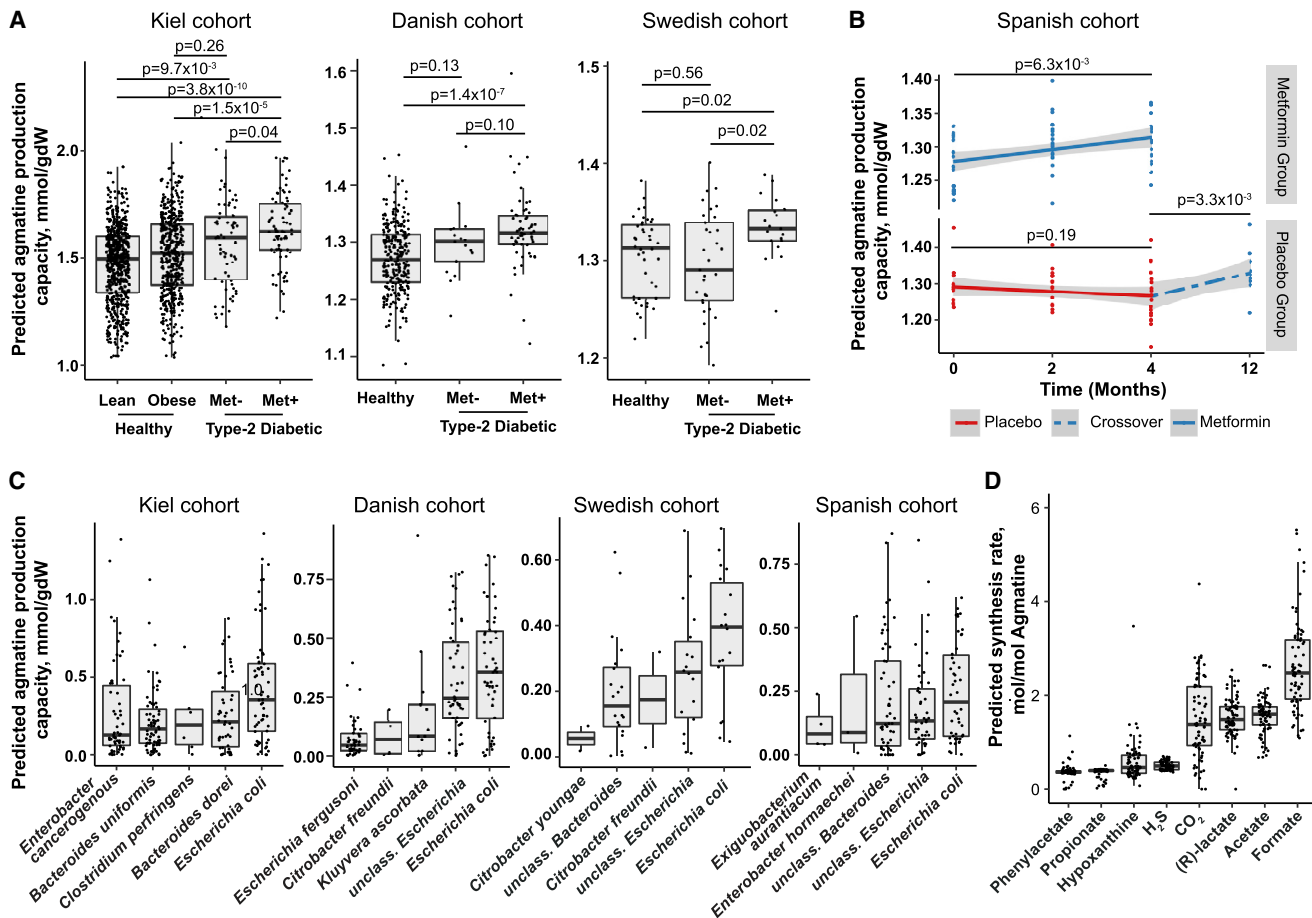 A
Kiel cohort
Danish cohort
Swedish cohort
Predicted agmatine production
capacity, mmol/gdW
p=0.26
p=9.7x10⁻³
p=3.8x10⁻¹⁰
p=1.5x10⁻⁵
p=0.04
2.0
1.5
1.0
Lean
Obese
Met-
Met+
Healthy
Type-2 Diabetic
p=0.13
p=1.4x10⁻⁷
p=0.10
1.6
1.5
1.4
1.3
1.2
1.1
Healthy
Met-
Met+
Type-2 Diabetic
p=0.56
p=0.02
p=0.02
1.5
1.4
1.3
1.2
Healthy
Met-
Met+
Type-2 Diabetic
B
Spanish cohort
Predicted agmatine production
capacity, mmol/gdW
p=6.3x10⁻³
1.40
1.30
1.25
Metformin Group
p=3.3x10⁻³
p=0.19
1.40
1.30
1.20
Placebo Group
0
2
4
12
Time (Months)
Placebo
Crossover
Metformin
C
Kiel cohort
Danish cohort
Swedish cohort
Spanish cohort
Predicted agmatine production
capacity, mmol/gdW
1.0
0.5
0.0
1.0
Enterobacter
cancerogenous
Bacteroides uniformis
Clostridium perfringens
Bacteroides dorei
Escherichia coli
0.75
0.50
0.25
0.00
Escherichia fergusoni
Citrobacter freundii
Kluyvera ascorbata
unclass. Escherichia
Escherichia coli
0.60
0.40
0.20
0.00
Citrobacter youngae
unclass. Bacteroides
Citrobacter freundii
unclass. Escherichia
Escherichia coli
0.75
0.50
0.25
0.00
Exiguobacterium
aurantiacum
Enterobacter hormaechei
unclass. Bacteroides
unclass. Escherichia
Escherichia coli
D
Predicted synthesis rate,
mol/mol Agmatine
6
4
2
0
Phenylacetate
Propionate
Hypoxanthine
H₂S
CO₂
(R)-lactate
Acetate
Formate